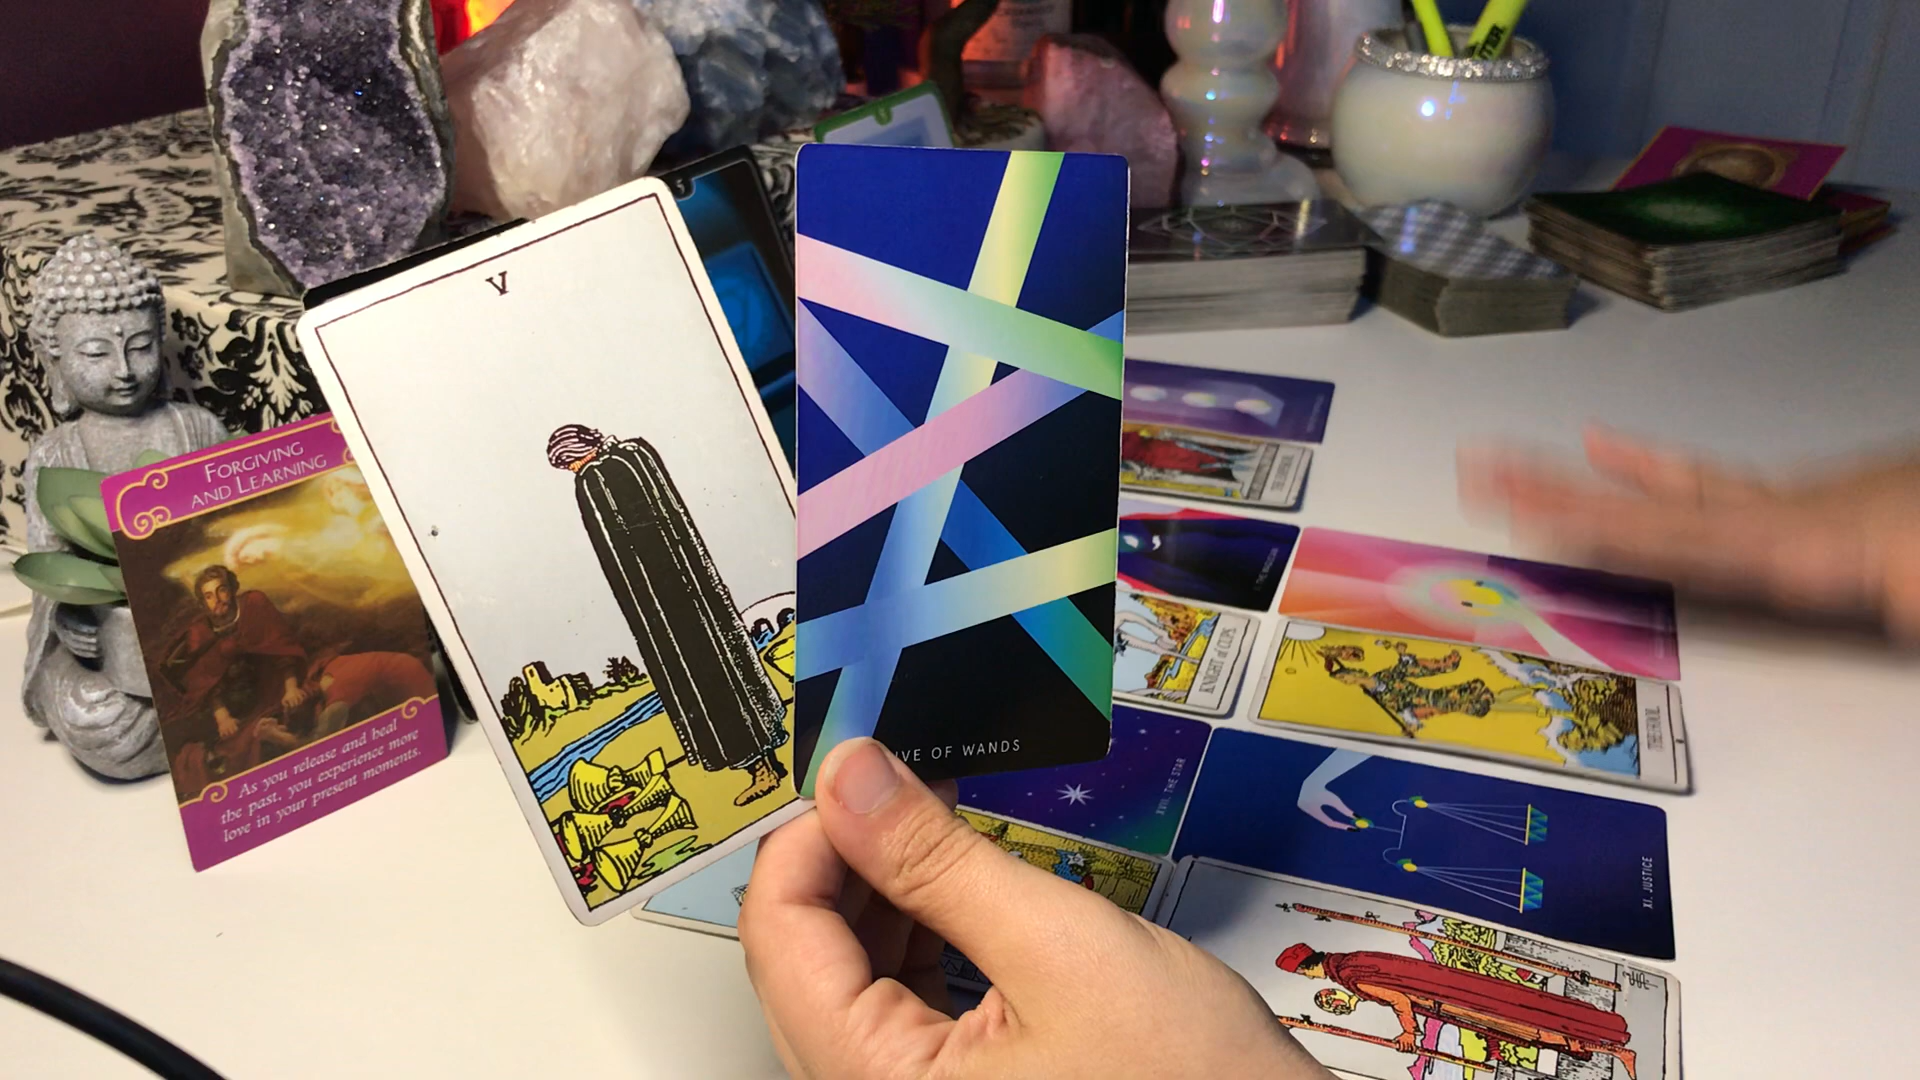 V
IVE OF WANDS
FORGIVING
AND LEARNING
As you release and heal
the past, you experience more
love in your present moments.
KNIGHT of CUPS.
THE FOOL.
XVII. THE STAR
XI. JUSTICE